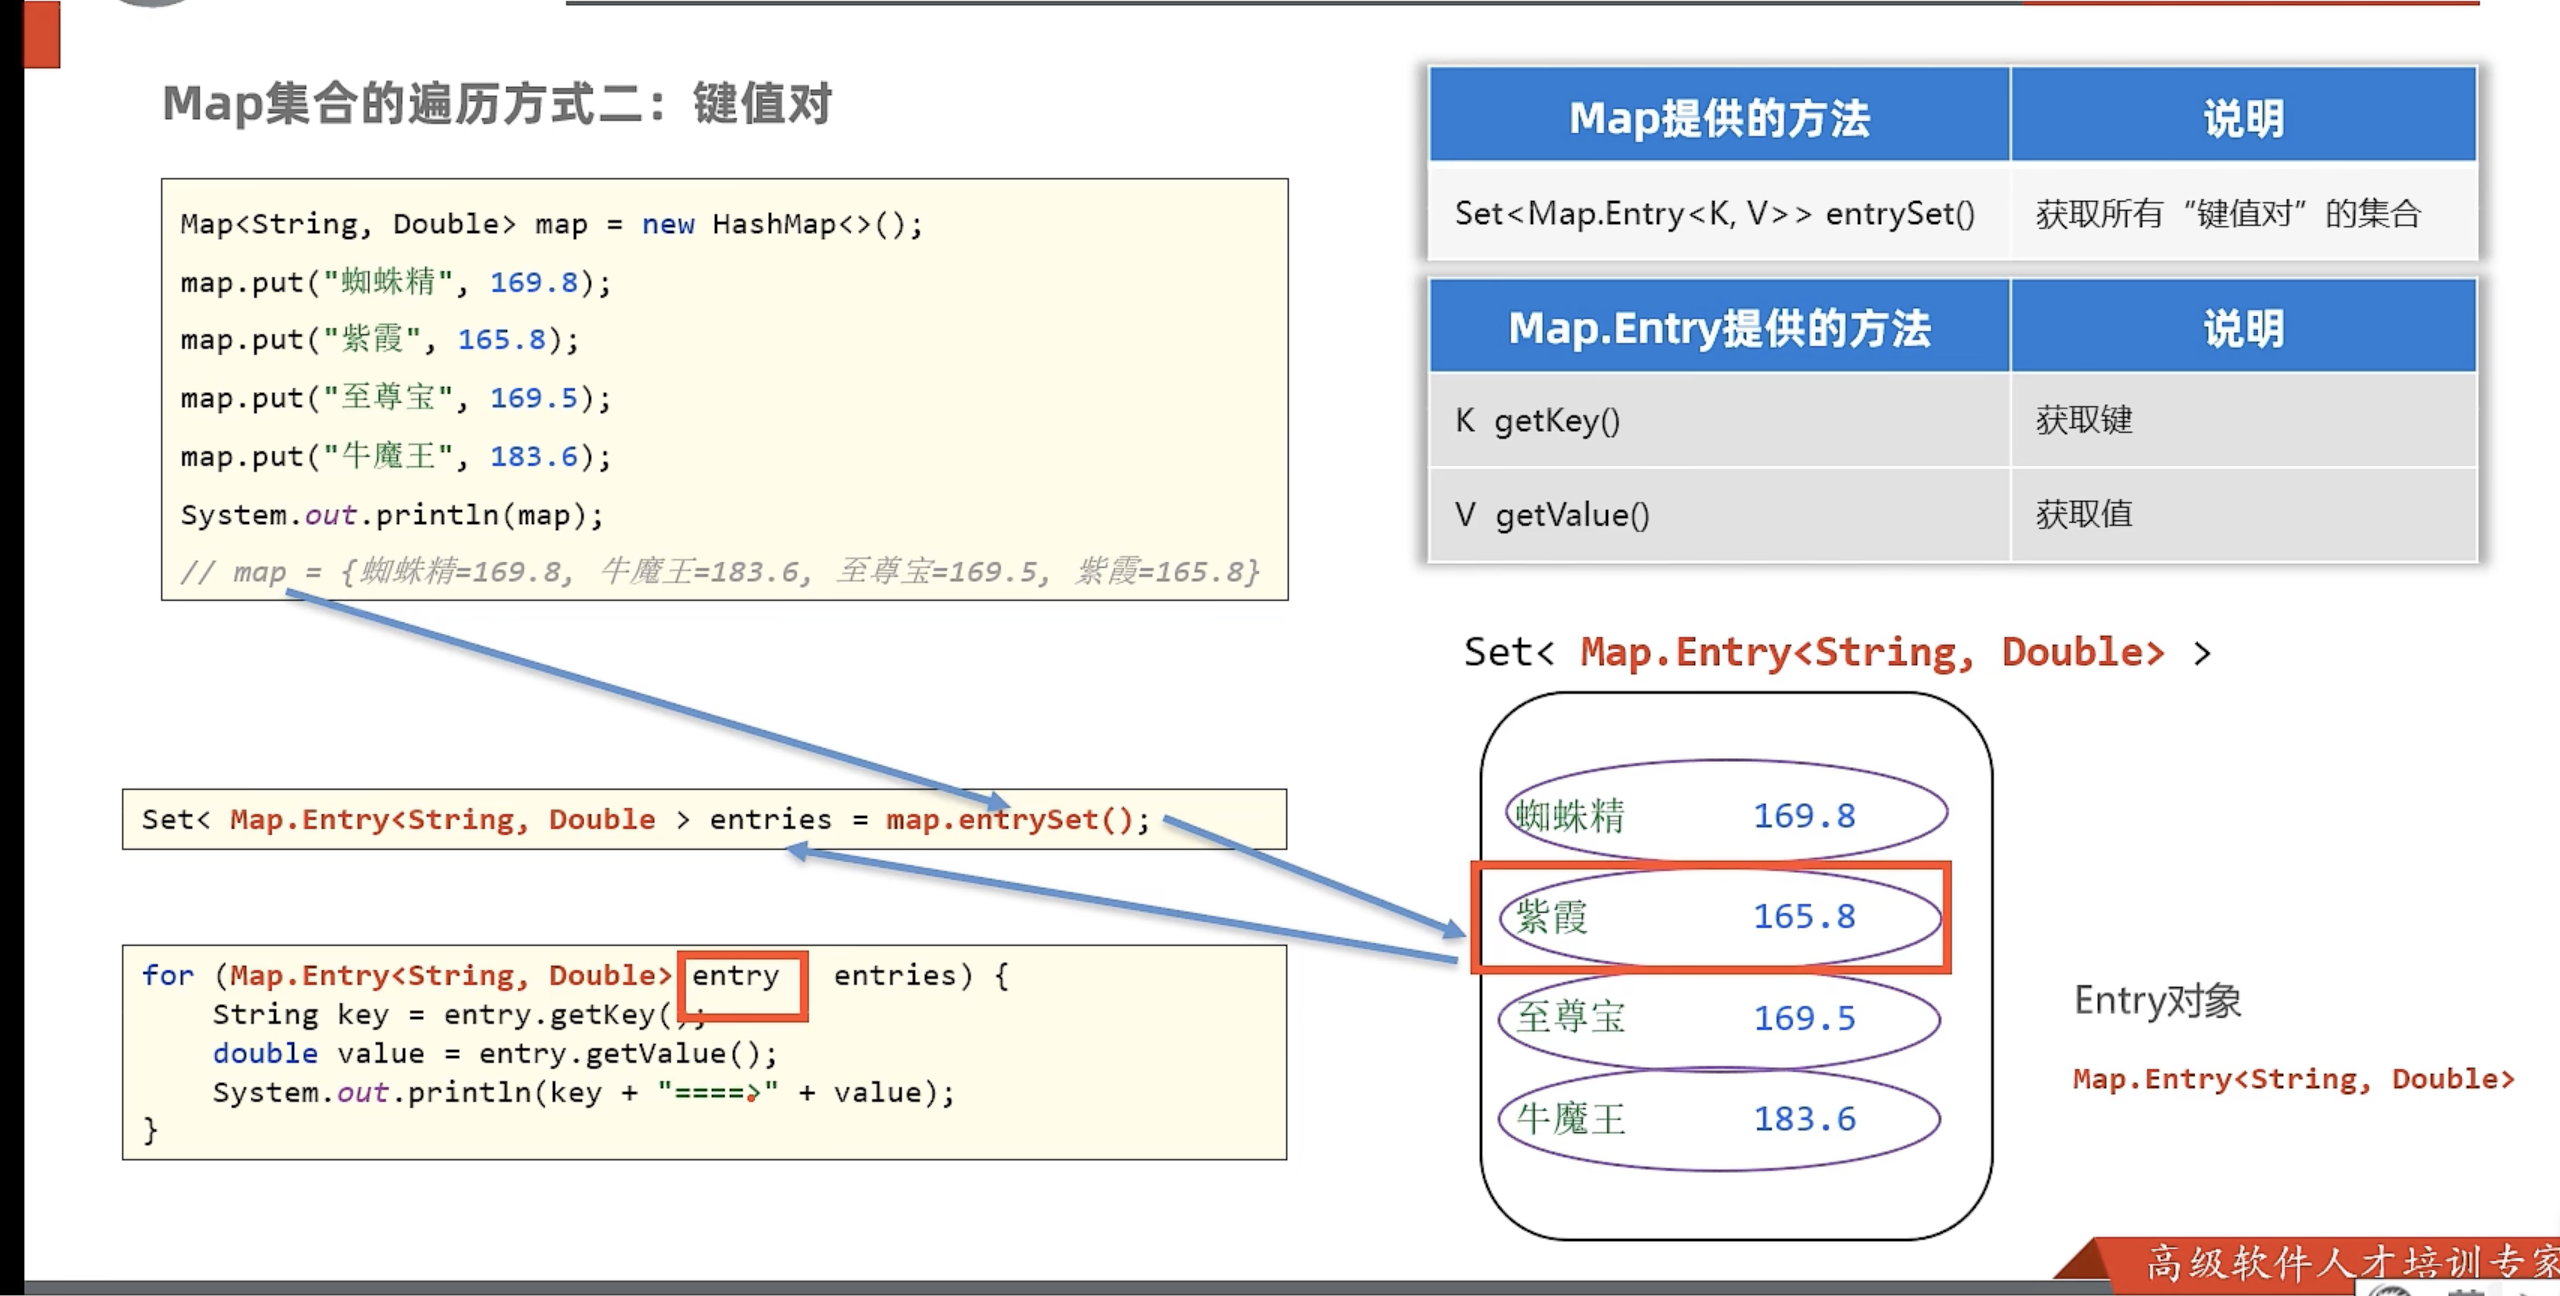 Map集合的遍历方式二：键值对
Map<String, Double> map = new HashMap<>();
map.put("蜘蛛精", 169.8);
map.put("紫霞", 165.8);
map.put("至尊宝", 169.5);
map.put("牛魔王", 183.6);
System.out.println(map);
// map = {蜘蛛精=169.8, 牛魔王=183.6, 至尊宝=169.5, 紫霞=165.8}
Set< Map.Entry<String, Double > entries = map.entrySet();
for (Map.Entry<String, Double> entry entries) {
String key = entry.getKey();
double value = entry.getValue();
System.out.println(key + "====>" + value);
}
Map提供的方法 说明
Set<Map.Entry<K, V>> entrySet() 获取所有“键值对”的集合
Map.Entry提供的方法 说明
K getKey() 获取键
V getValue() 获取值
Set< Map.Entry<String, Double> >
蜘蛛精 169.8
紫霞 165.8
至尊宝 169.5
牛魔王 183.6
Entry对象
Map.Entry<String, Double>
高级软件人才培训专家